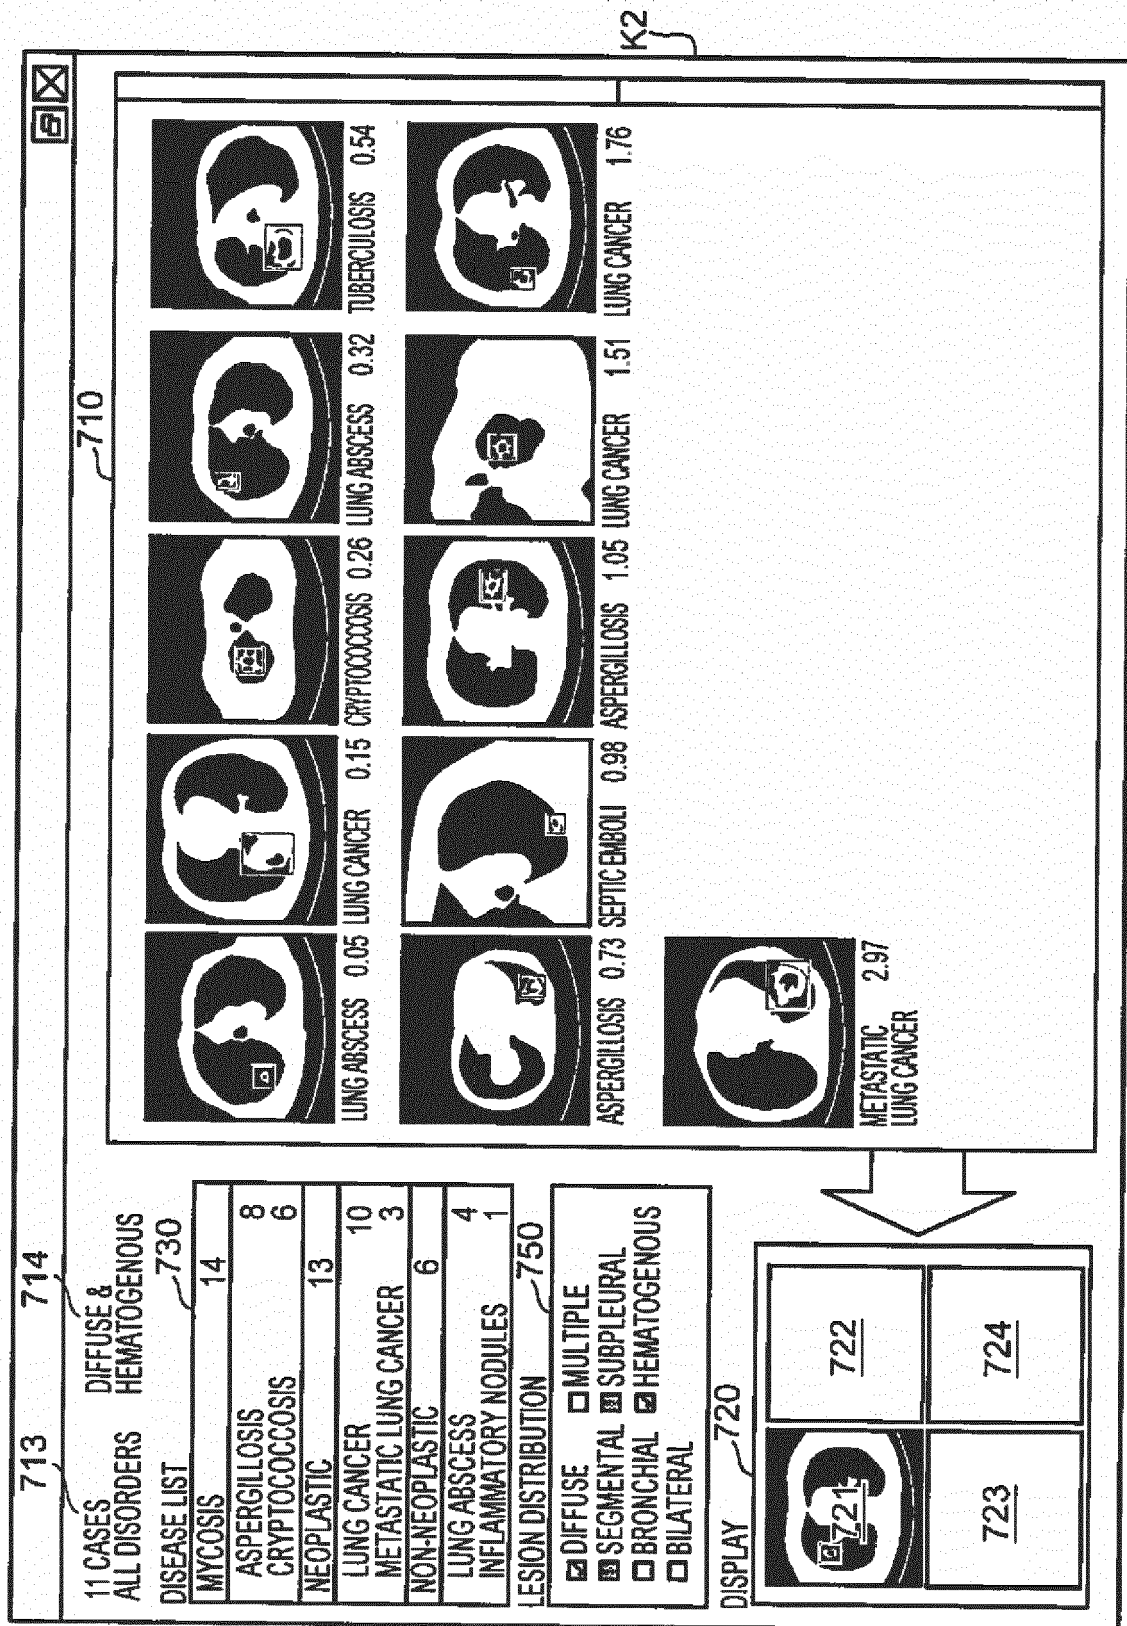 713
714
K2
11 CASES
ALL DISORDERS
DIFFUSE &
HEMATOGENOUS
710
DISEASE LIST
730
MYCOSIS 14
ASPERGILLOSIS 8
CRYPTOCOCCOSIS 6
NEOPLASTIC 13
LUNG CANCER 10
METASTATIC LUNG CANCER 3
NON-NEOPLASTIC 6
LUNG ABSCESS 4
INFLAMMATORY NODULES 1
LESION DISTRIBUTION
750
DIFFUSE MULTIPLE
SEGMENTAL SUBPLEURAL
BRONCHIAL HEMATOGENOUS
BILATERAL
DISPLAY
720
721
722
723
724
LUNG ABSCESS 0.05
LUNG CANCER 0.15
CRYPTOCOCCOSIS 0.26
LUNG ABSCESS 0.32
TUBERCULOSIS 0.54
ASPERGILLOSIS 0.73
SEPTIC EMBOLI 0.98
ASPERGILLOSIS 1.05
LUNG CANCER 1.51
LUNG CANCER 1.76
METASTATIC 2.97
LUNG CANCER